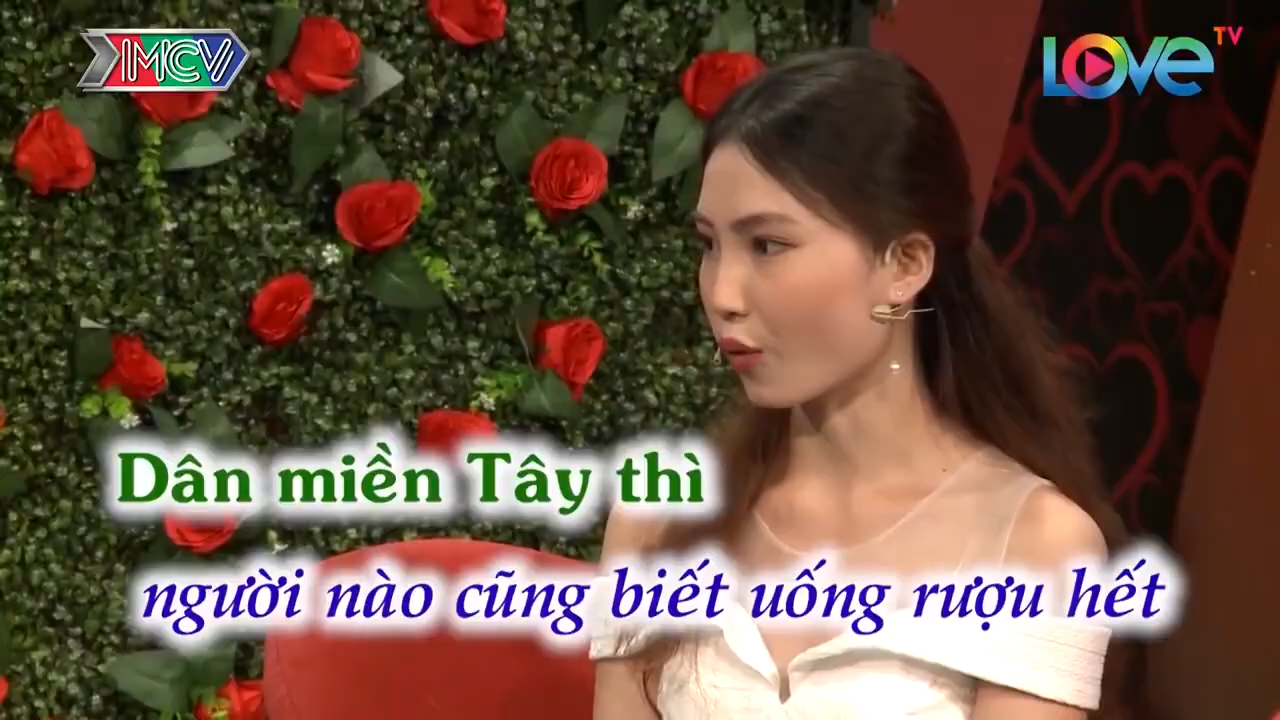 MCV
LOVE TV
Dân miền Tây thì
người nào cũng biết uống rượu hết